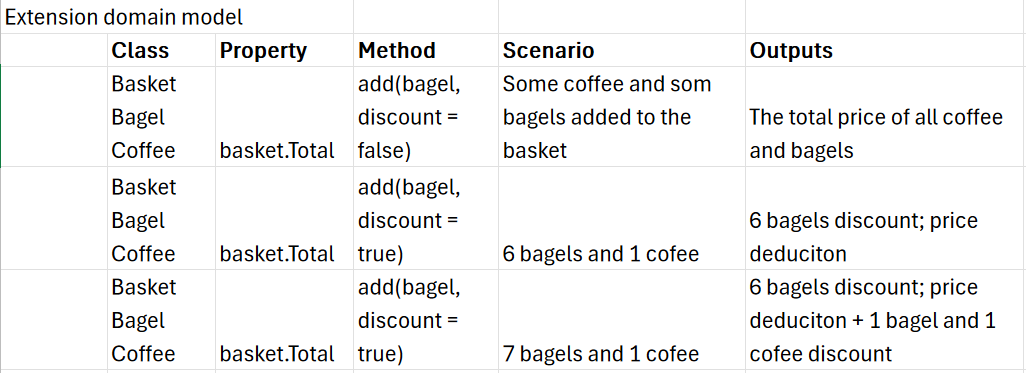 Extension domain model
Class Property Method Scenario Outputs
Basket
Bagel
Coffee
basket.Total
add(bagel,
discount =
false)
Some coffee and som
bagels added to the
basket
The total price of all coffee
and bagels
Basket
Bagel
Coffee
basket.Total
add(bagel,
discount =
true)
6 bagels and 1 cofee
6 bagels discount; price
deduciton
Basket
Bagel
Coffee
basket.Total
add(bagel,
discount =
true)
7 bagels and 1 cofee
6 bagels discount; price
deduciton + 1 bagel and 1
cofee discount